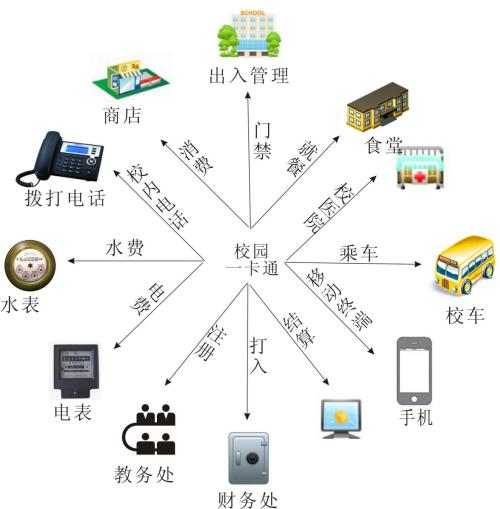 SCHOOL
出入管理
商店
食堂
消费
门禁
就餐
拨打电话
校内电话
校医院
水费
校园
一卡通
乘车
水表
电费
移动终端
校车
注册
打入
结算
电表
手机
教务处
财务处